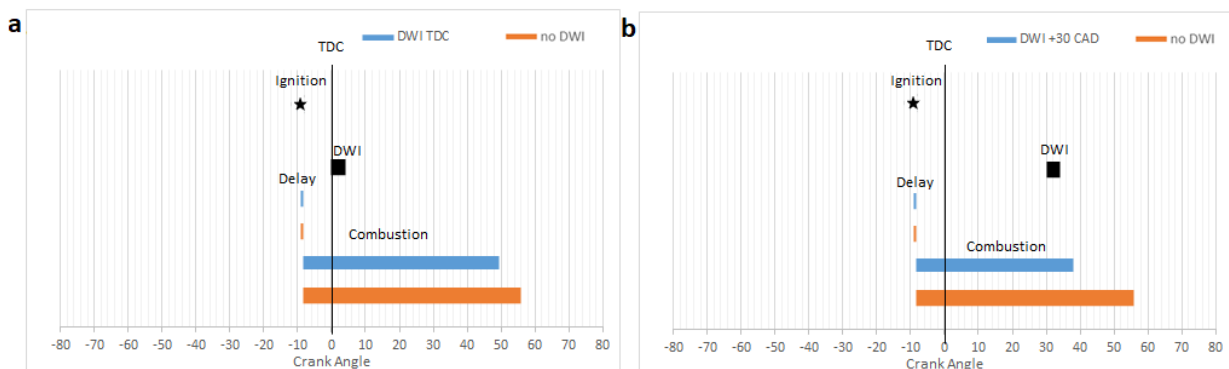 a
DWI TDC no DWI
TDC
Ignition
DWI
Delay
Combustion
-80 -70 -60 -50 -40 -30 -20 -10 0 10 20 30 40 50 60 70 80
Crank Angle
b
DWI +30 CAD no DWI
TDC
Ignition
DWI
Delay
Combustion
-80 -70 -60 -50 -40 -30 -20 -10 0 10 20 30 40 50 60 70 80
Crank Angle